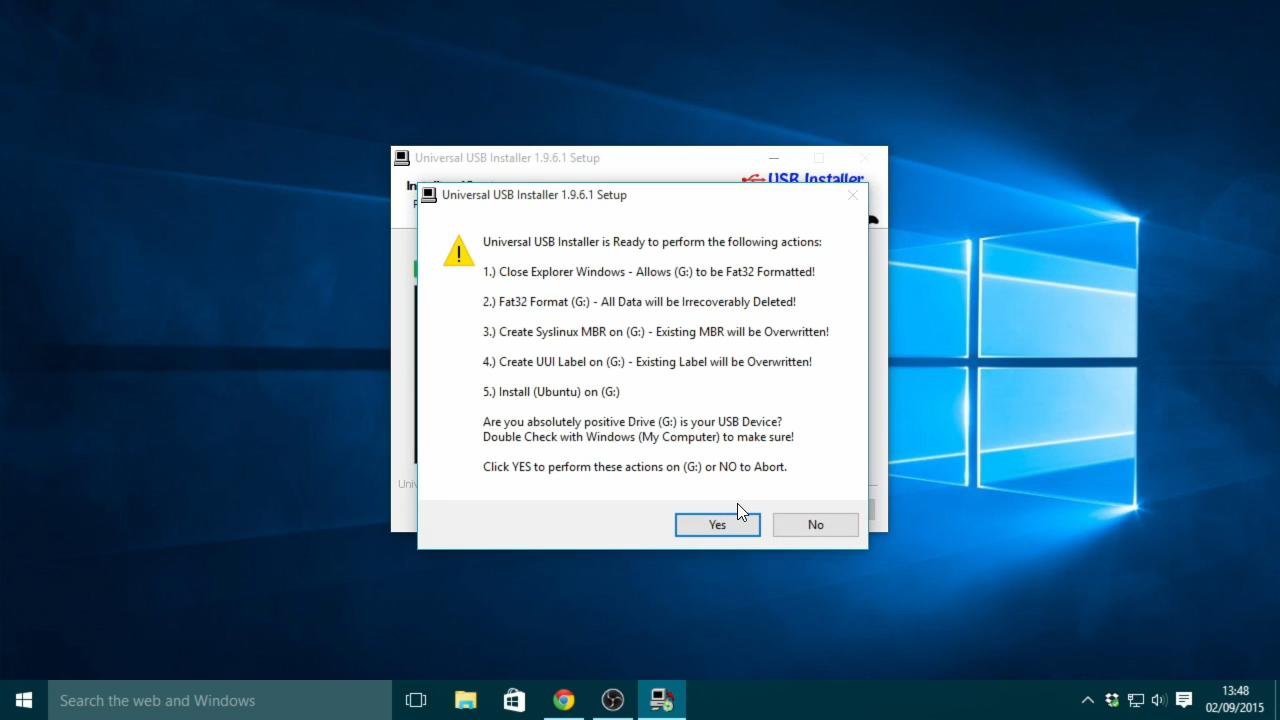 Universal USB Installer 1.9.6.1 Setup
USB Installer
Universal USB Installer 1.9.6.1 Setup
Universal USB Installer is Ready to perform the following actions:
1.) Close Explorer Windows - Allows (G:) to be Fat32 Formatted!
2.) Fat32 Format (G:) - All Data will be Irrecoverably Deleted!
3.) Create Syslinux MBR on (G:) - Existing MBR will be Overwritten!
4.) Create UUI Label on (G:) - Existing Label will be Overwritten!
5.) Install (Ubuntu) on (G:)
Are you absolutely positive Drive (G:) is your USB Device?
Double Check with Windows (My Computer) to make sure!
Click YES to perform these actions on (G:) or NO to Abort.
Yes
No
Search the web and Windows
13:48
02/09/2015